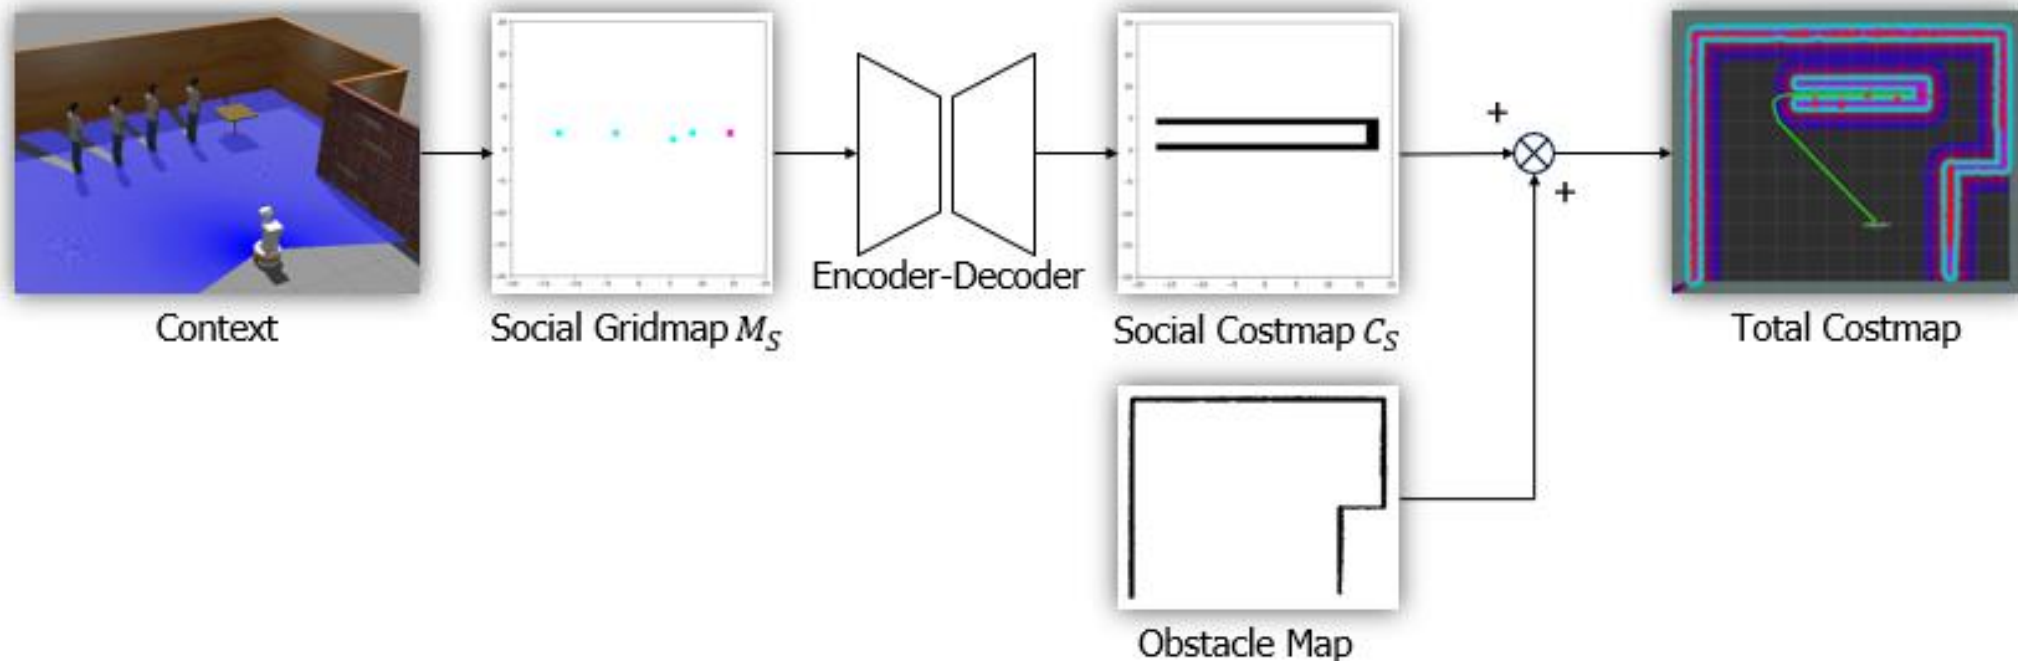 +
+
Encoder-Decoder
Context
Social Gridmap M_S
Social Costmap C_S
Total Costmap
Obstacle Map